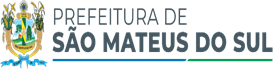 PREFEITURA DE
SÃO MATEUS DO SUL